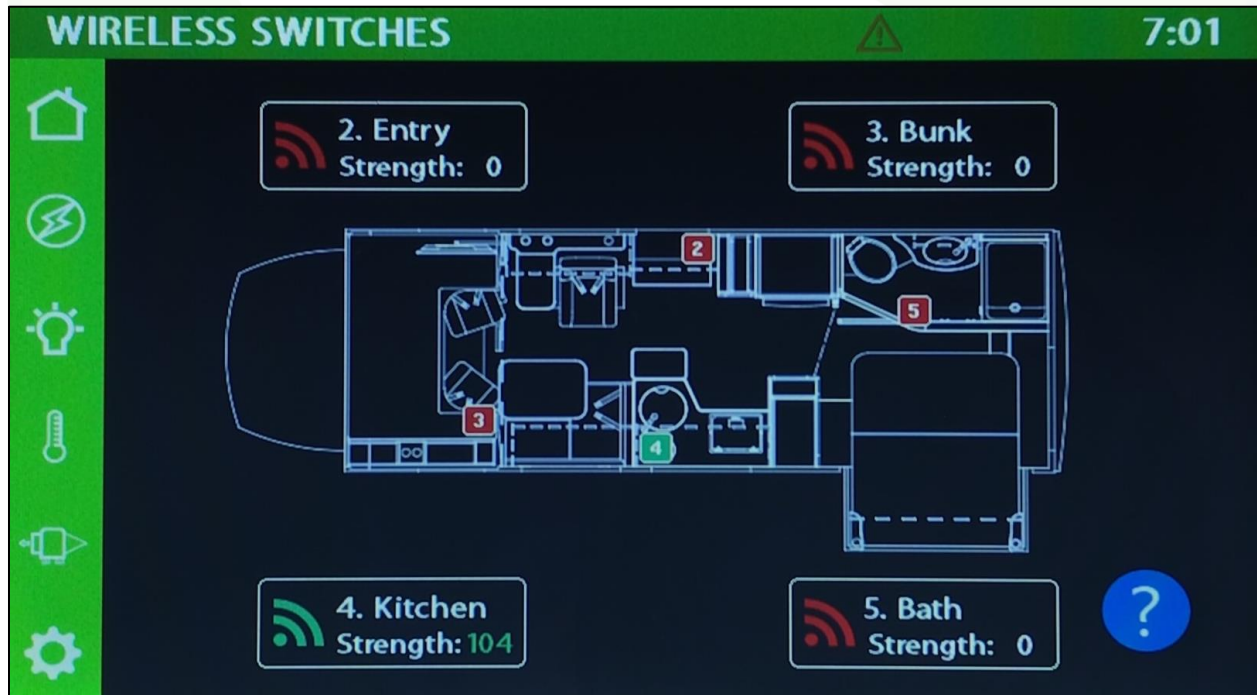 WIRELESS SWITCHES
7:01
2. Entry
Strength: 0
3. Bunk
Strength: 0
2
5
3
4
4. Kitchen
Strength: 104
5. Bath
Strength: 0
?